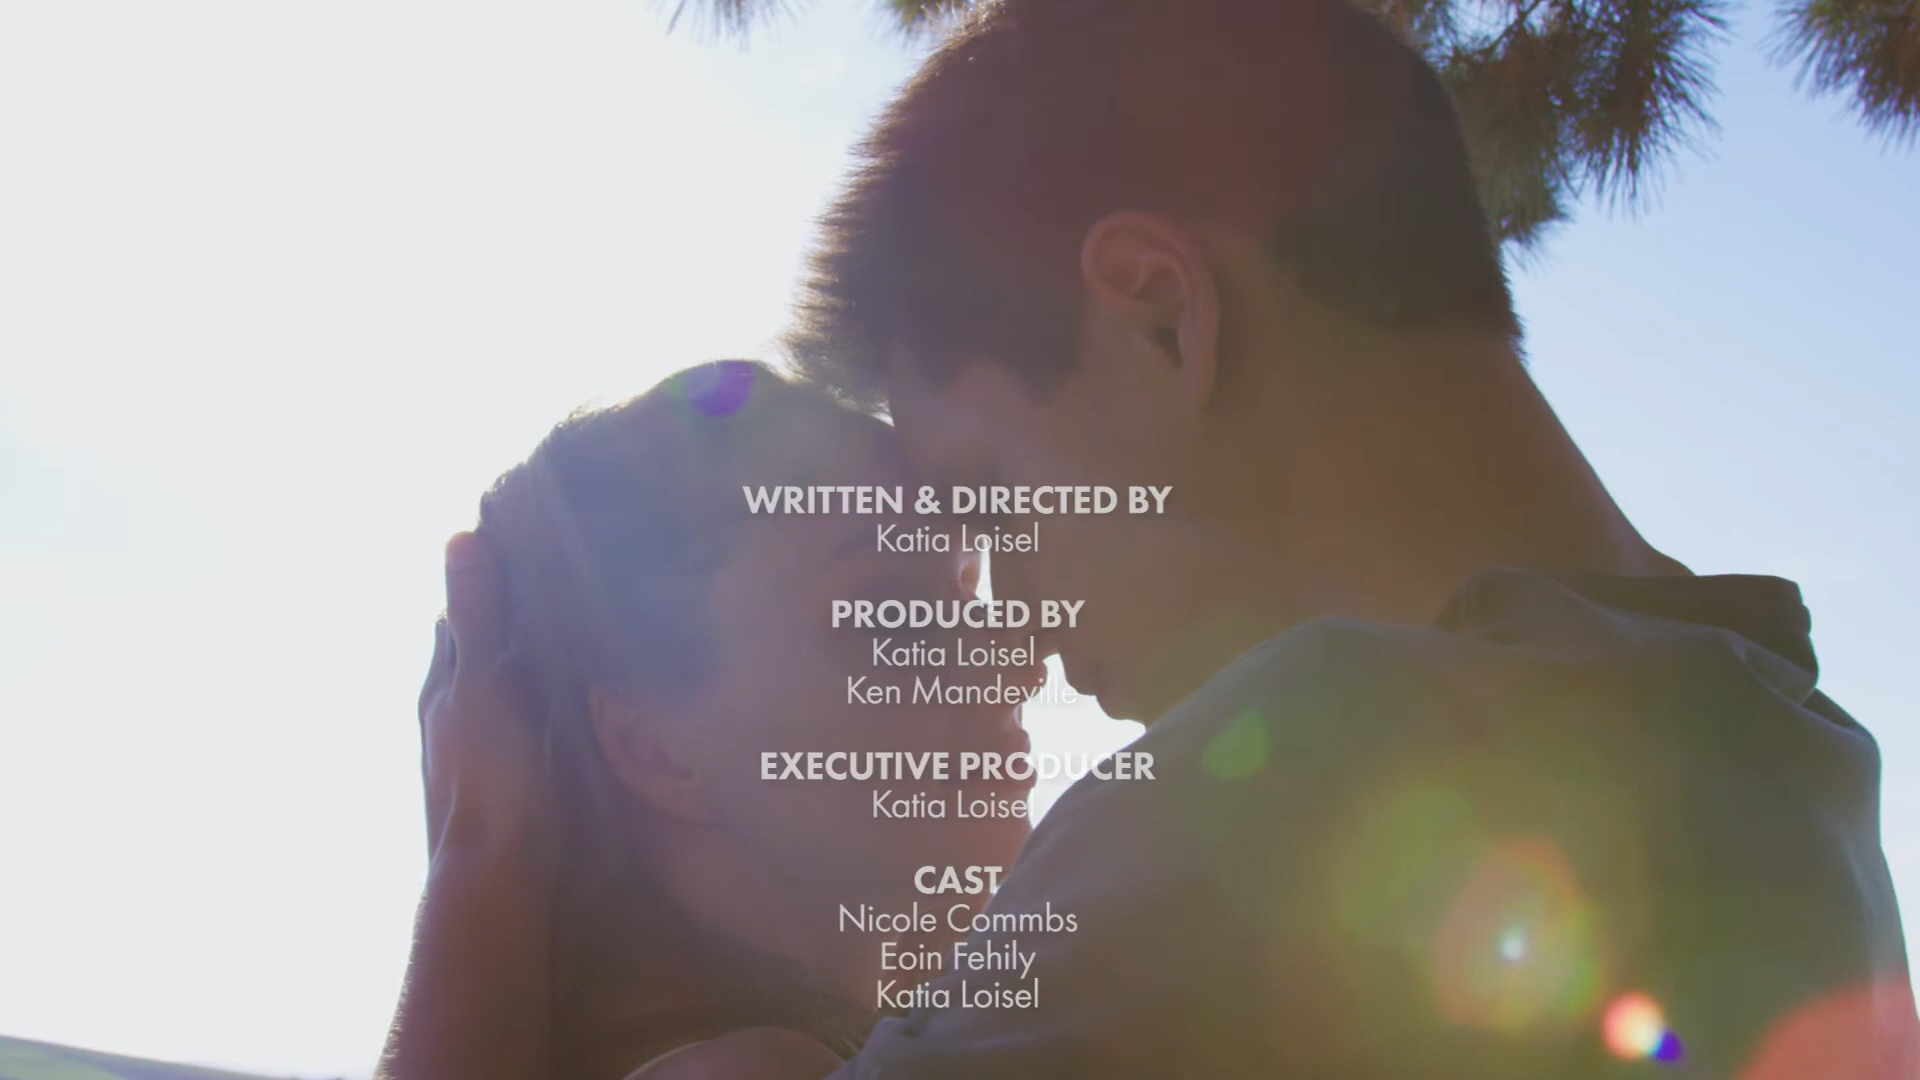 WRITTEN & DIRECTED BY
Katia Loisel
PRODUCED BY
Katia Loisel
Ken Mandeville
EXECUTIVE PRODUCER
Katia Loisel
CAST
Nicole Commbs
Eoin Fehily
Katia Loisel